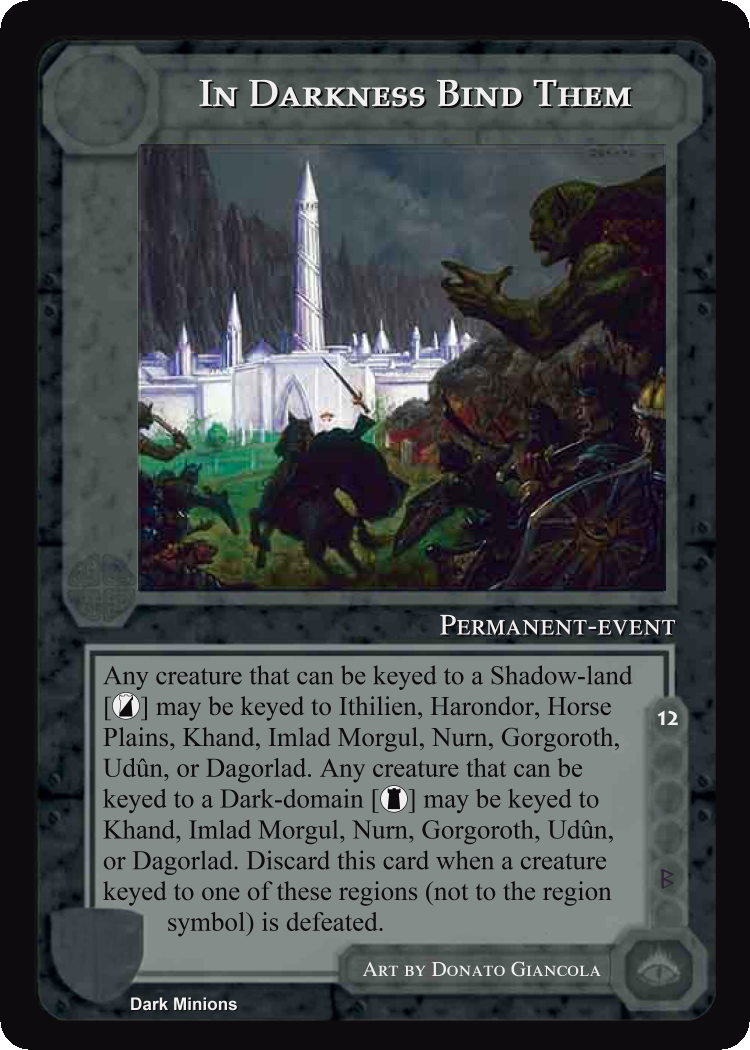 In Darkness Bind Them
Permanent-event
Any creature that can be keyed to a Shadow-land
[ ] may be keyed to Ithilien, Harondor, Horse
Plains, Khand, Imlad Morgul, Nurn, Gorgoroth,
Udûn, or Dagorlad. Any creature that can be
keyed to a Dark-domain [ ] may be keyed to
Khand, Imlad Morgul, Nurn, Gorgoroth, Udûn,
or Dagorlad. Discard this card when a creature
keyed to one of these regions (not to the region
symbol) is defeated.
12
Art by Donato Giancola
Dark Minions